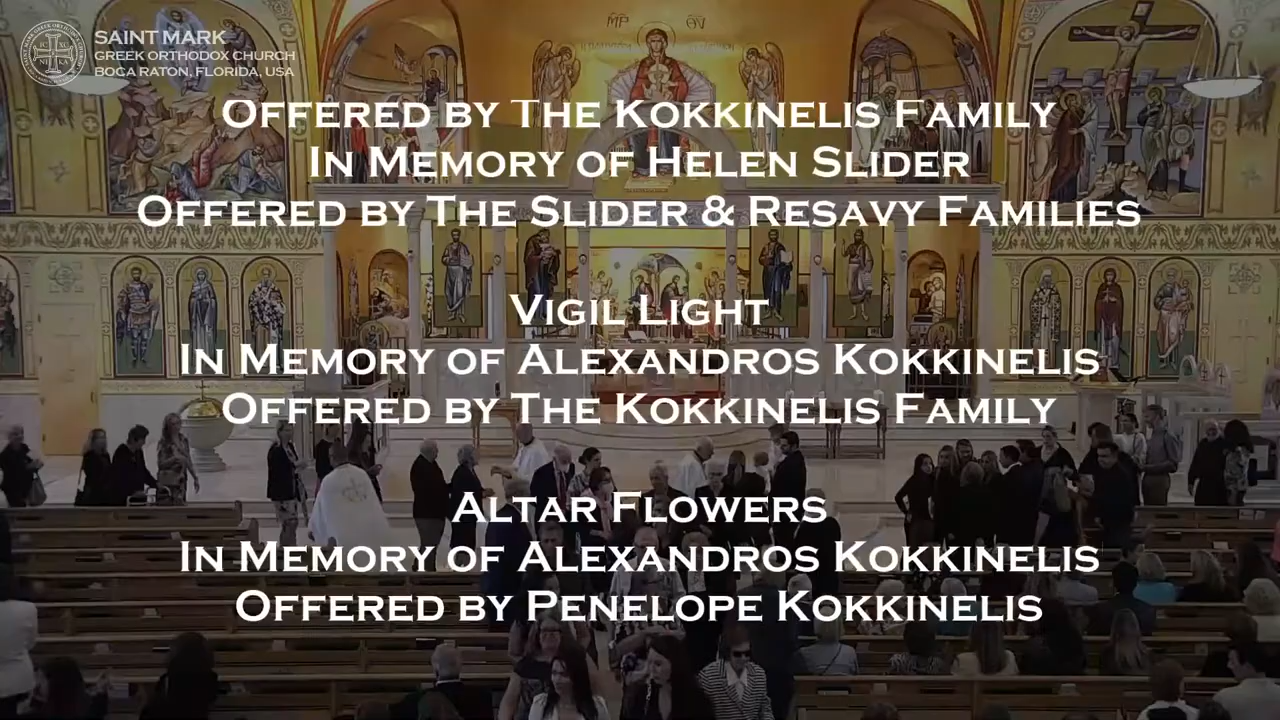 SAINT MARK
GREEK ORTHODOX CHURCH
BOCA RATON, FLORIDA, USA
OFFERED BY THE KOKKINELIS FAMILY
IN MEMORY OF HELEN SLIDER
OFFERED BY THE SLIDER & RESAVY FAMILIES
VIGIL LIGHT
IN MEMORY OF ALEXANDROS KOKKINELIS
OFFERED BY THE KOKKINELIS FAMILY
ALTAR FLOWERS
IN MEMORY OF ALEXANDROS KOKKINELIS
OFFERED BY PENELOPE KOKKINELIS